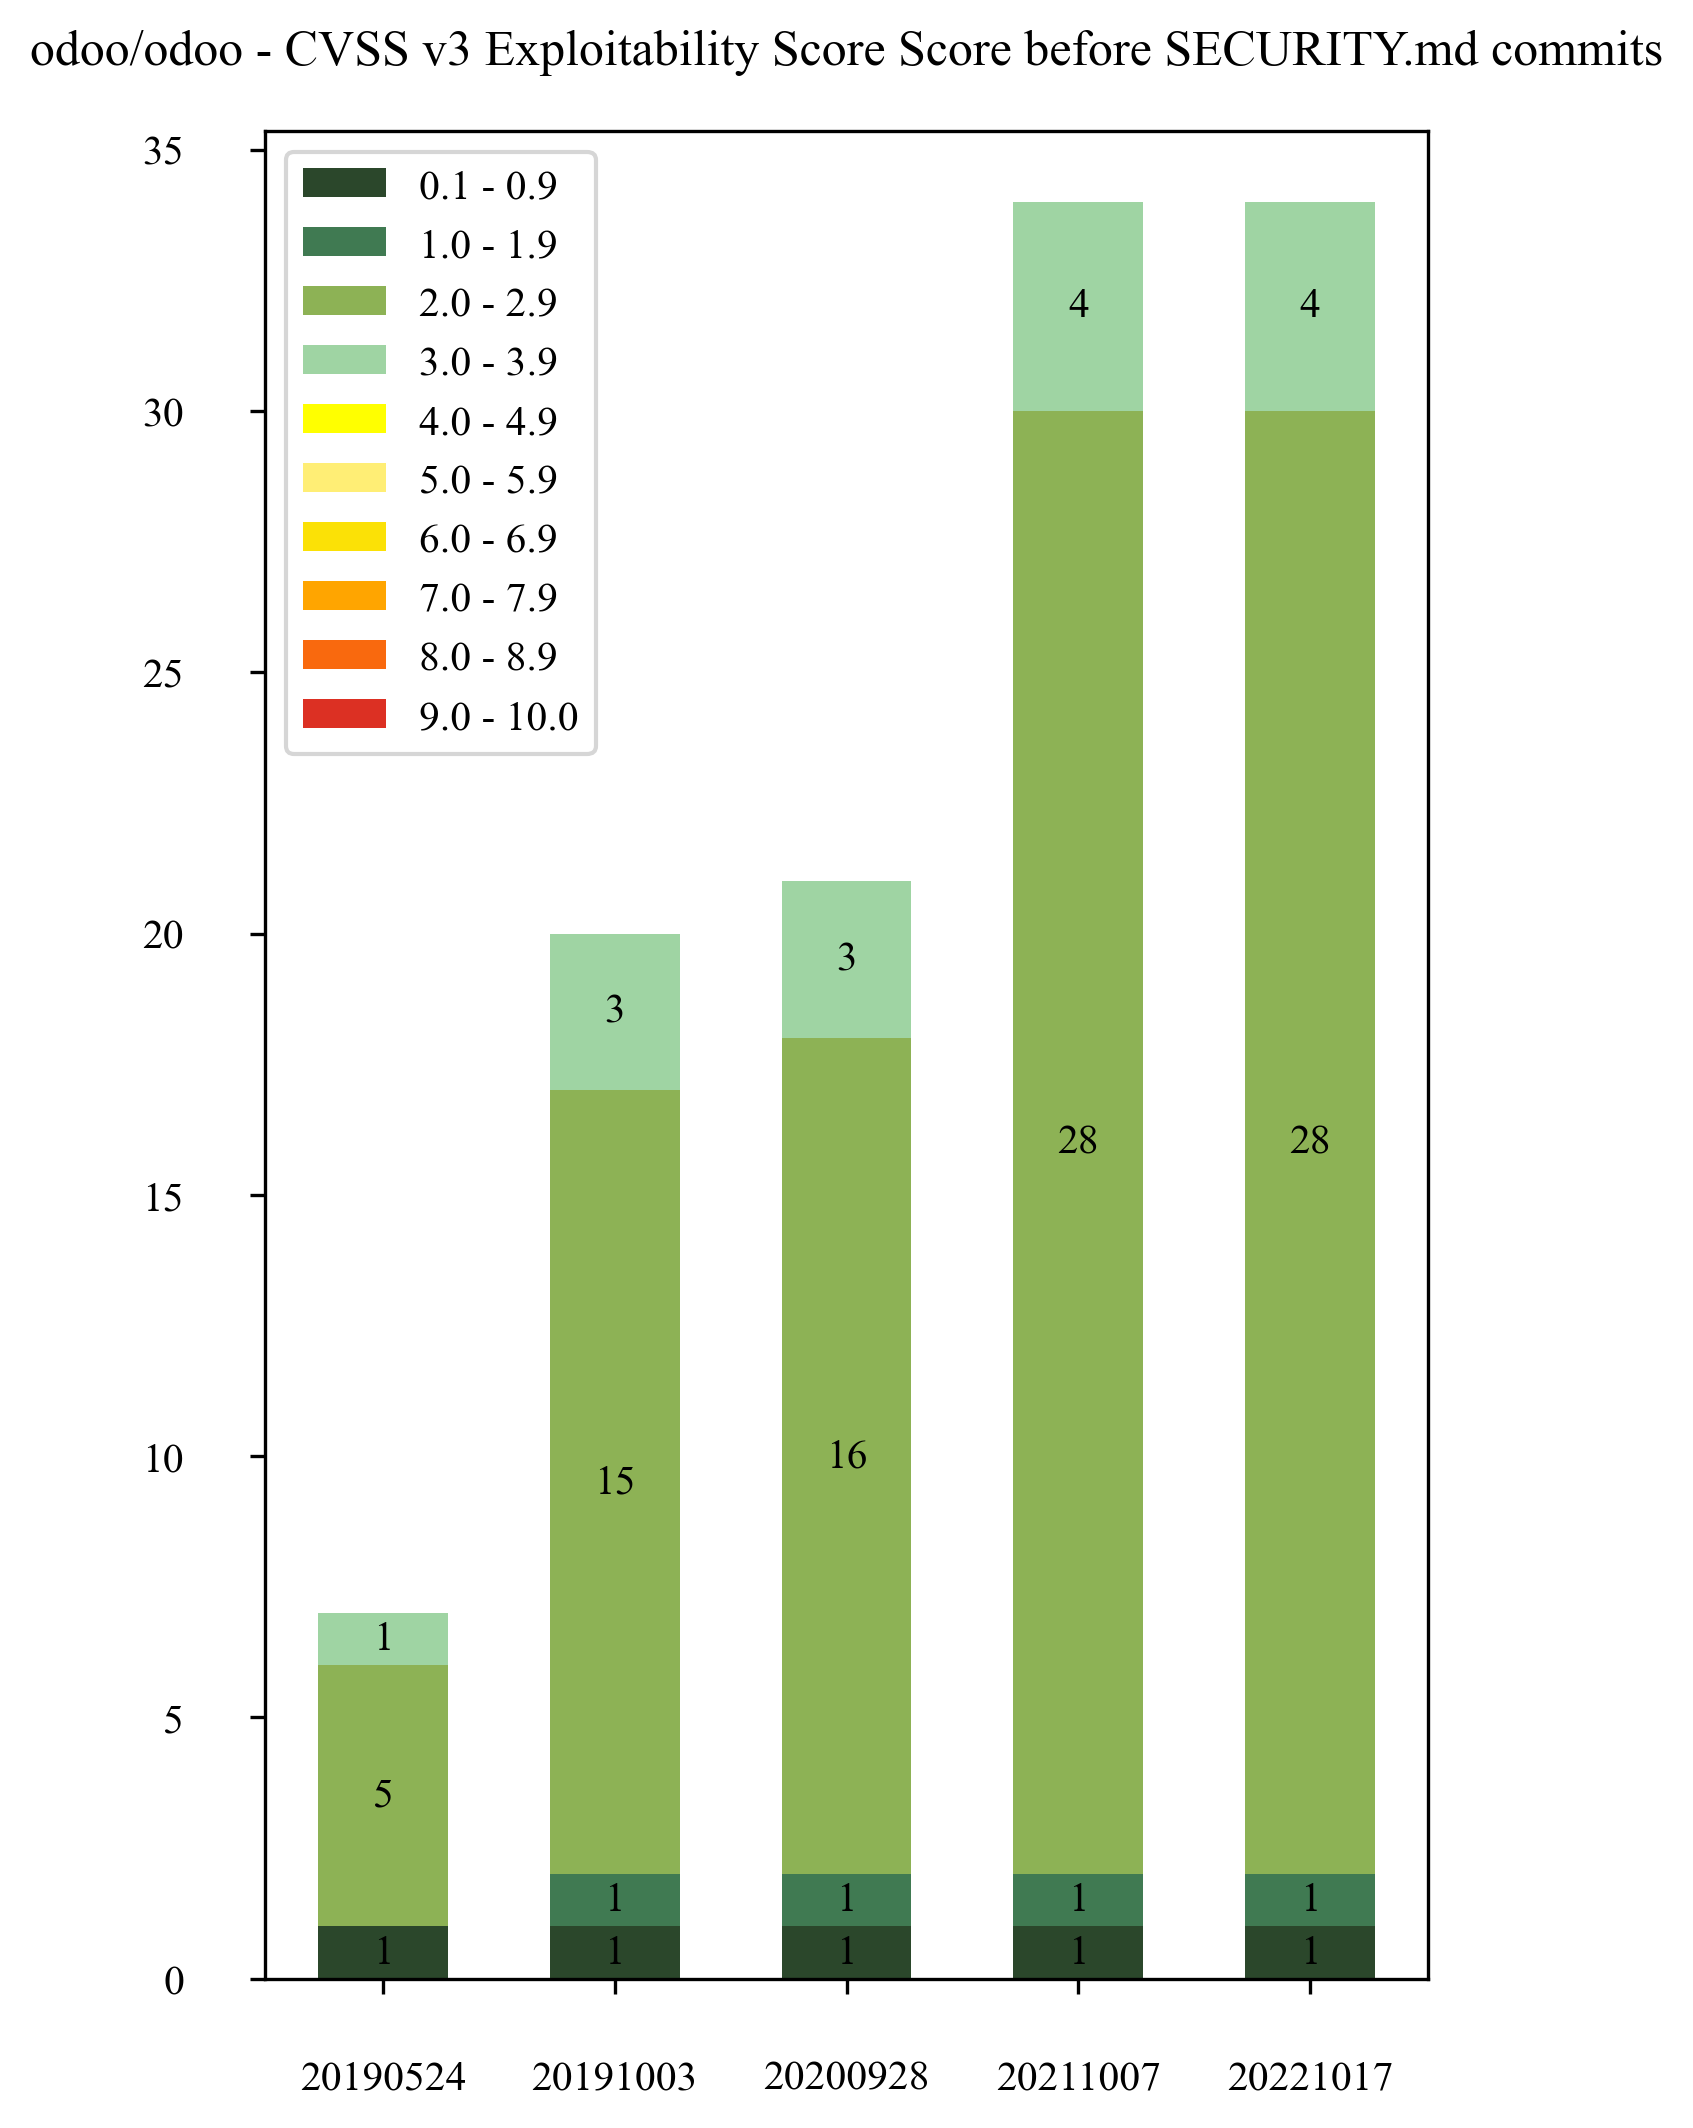 odoo/odoo - CVSS v3 Exploitability Score Score before SECURITY.md commits
35
30
25
20
15
10
5
0
0.1 - 0.9
1.0 - 1.9
2.0 - 2.9
3.0 - 3.9
4.0 - 4.9
5.0 - 5.9
6.0 - 6.9
7.0 - 7.9
8.0 - 8.9
9.0 - 10.0
4 4
3
3
28 28
16
15
1
5
1 1 1 1
1 1 1 1 1
20190524 20191003 20200928 20211007 20221017